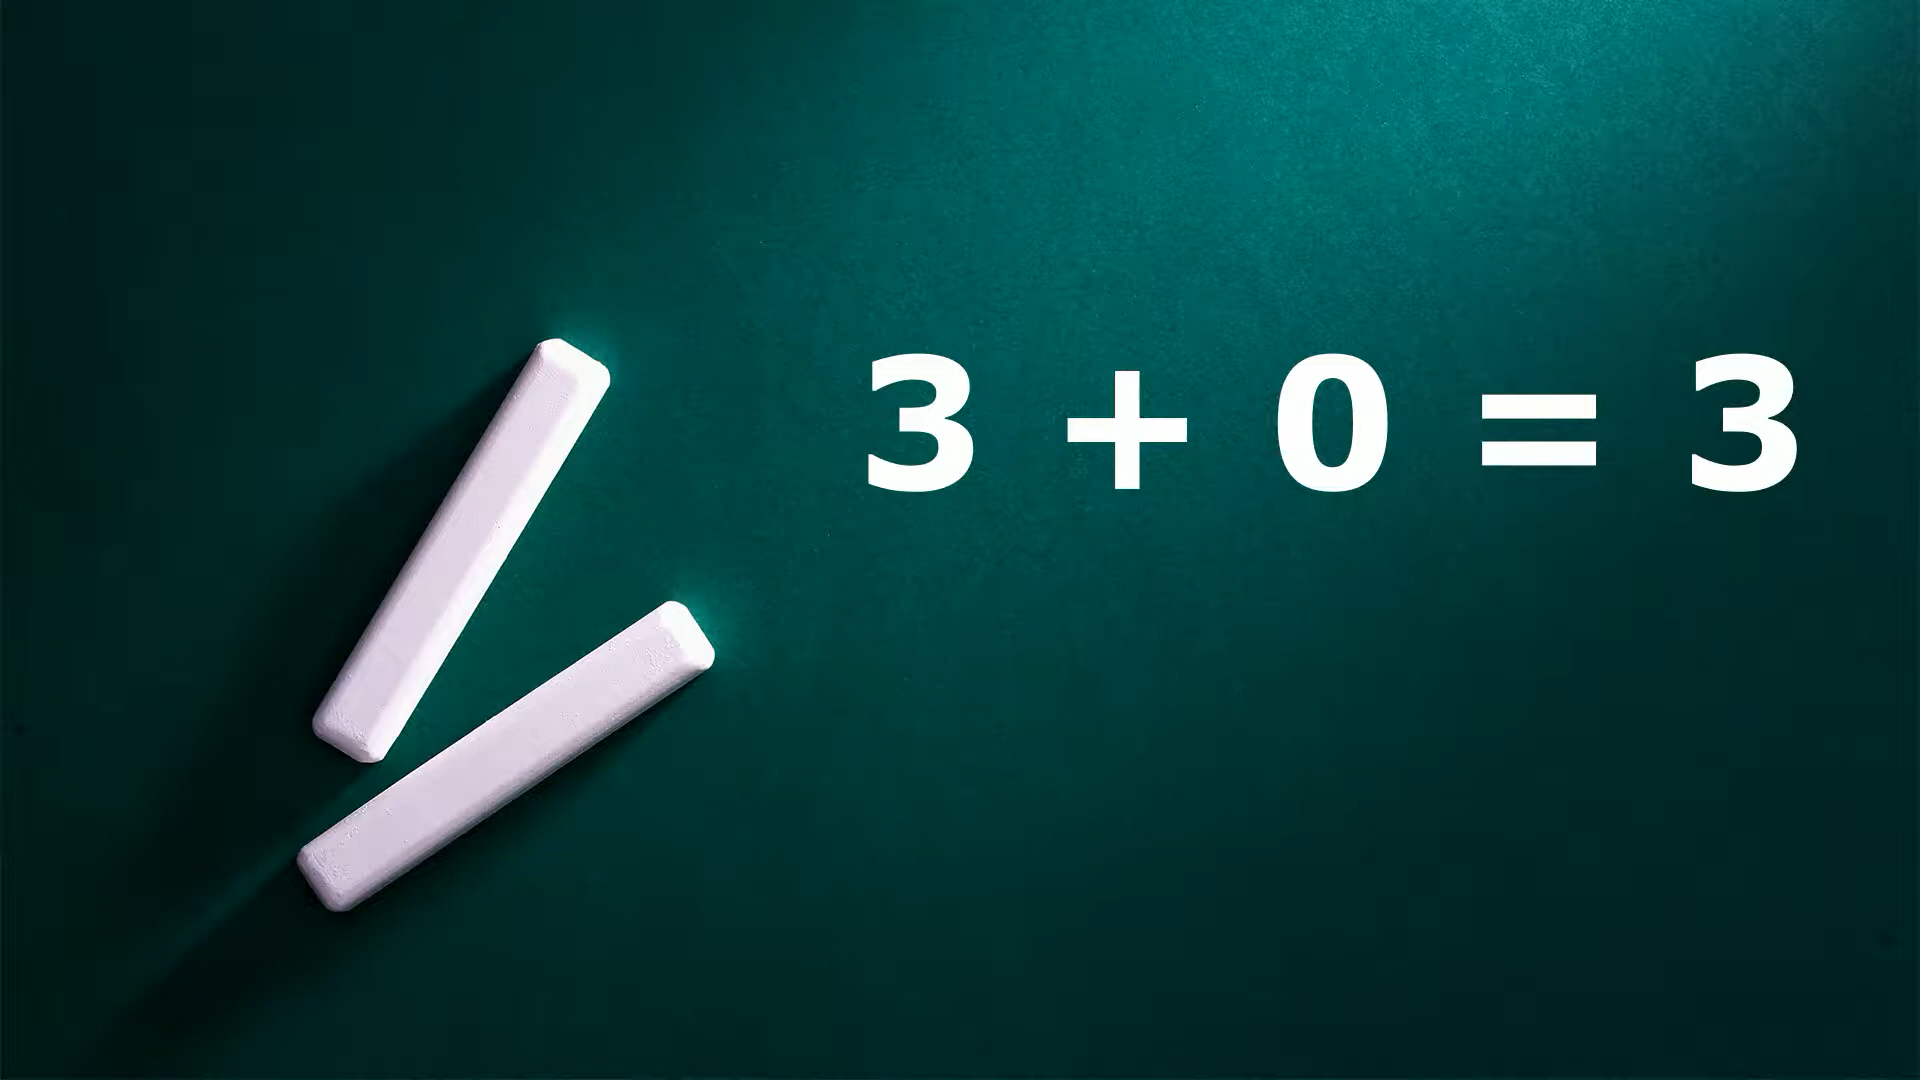 3 + 0 = 3